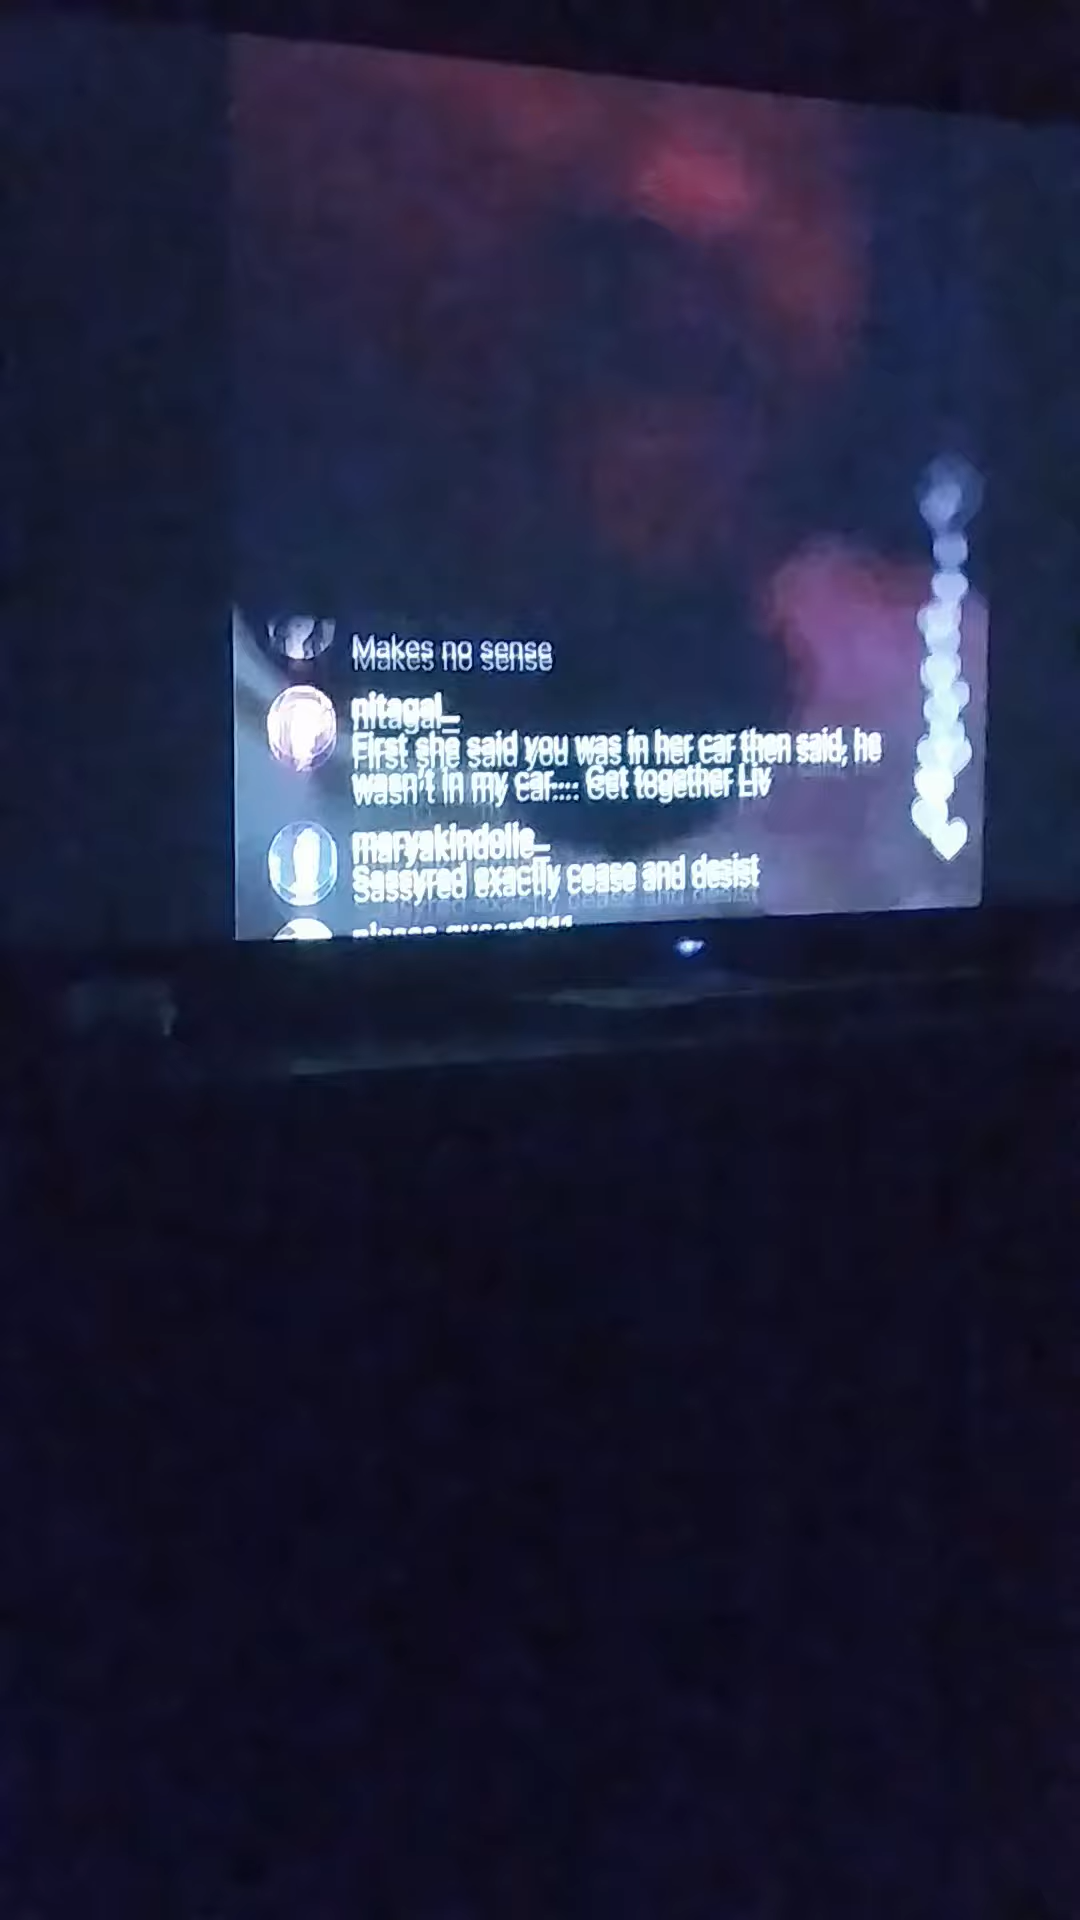 Makes no sense
nitagal_
First she said you was in her car then said, he
wasn't in my car.... Get together Liv
maryakindolie_
Sassyred exactly cease and desist